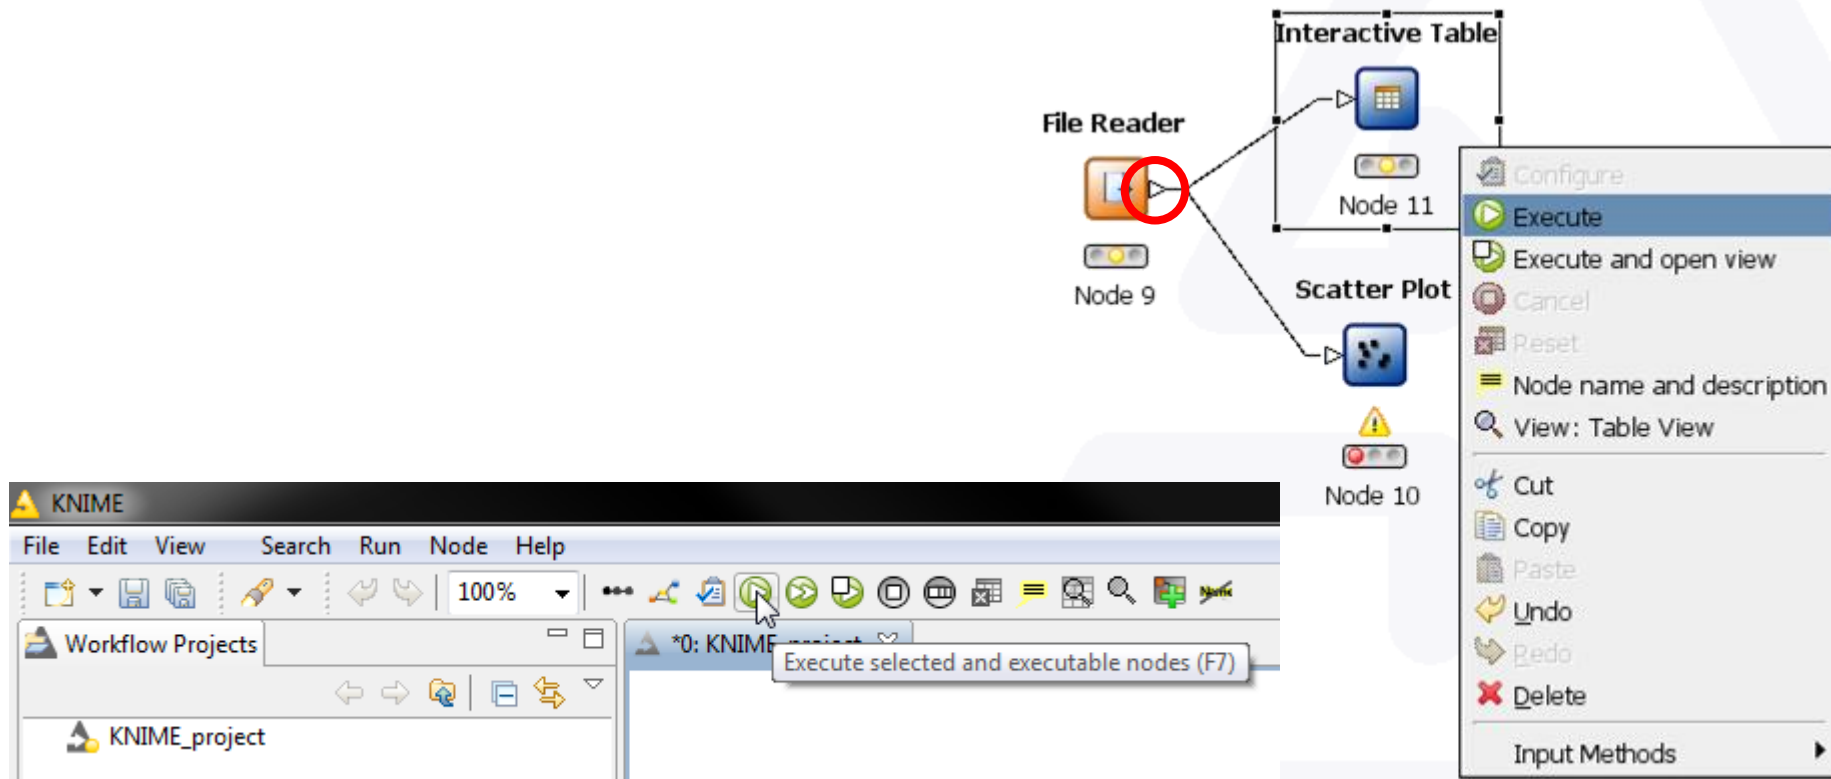 Interactive Table
File Reader
Node 11
Node 9
Scatter Plot
Node 10
Configure
Execute
Execute and open view
Cancel
Reset
Node name and description
View: Table View
Cut
Copy
Paste
Undo
Redo
Delete
Input Methods
KNIME
File Edit View Search Run Node Help
100%
Name
Workflow Projects
*0: KNIME_project
Execute selected and executable nodes (F7)
KNIME_project